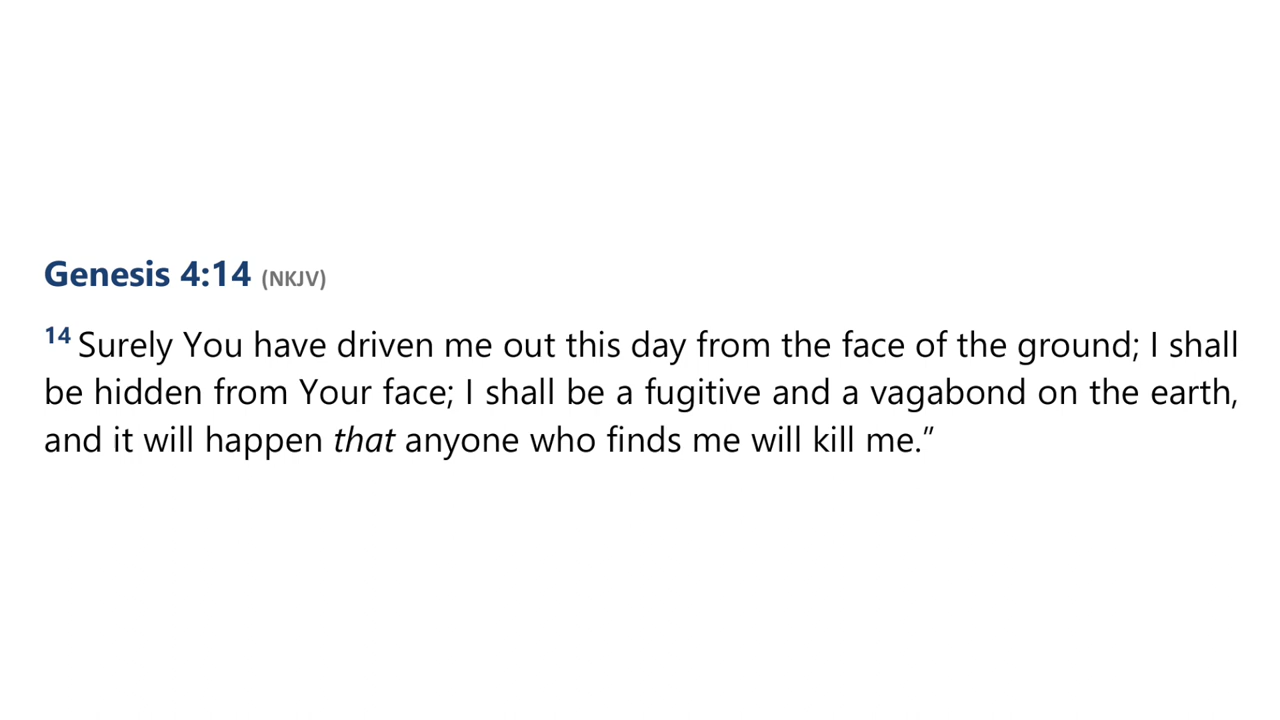 Genesis 4:14 (NKJV)
14 Surely You have driven me out this day from the face of the ground; I shall
be hidden from Your face; I shall be a fugitive and a vagabond on the earth,
and it will happen that anyone who finds me will kill me.”